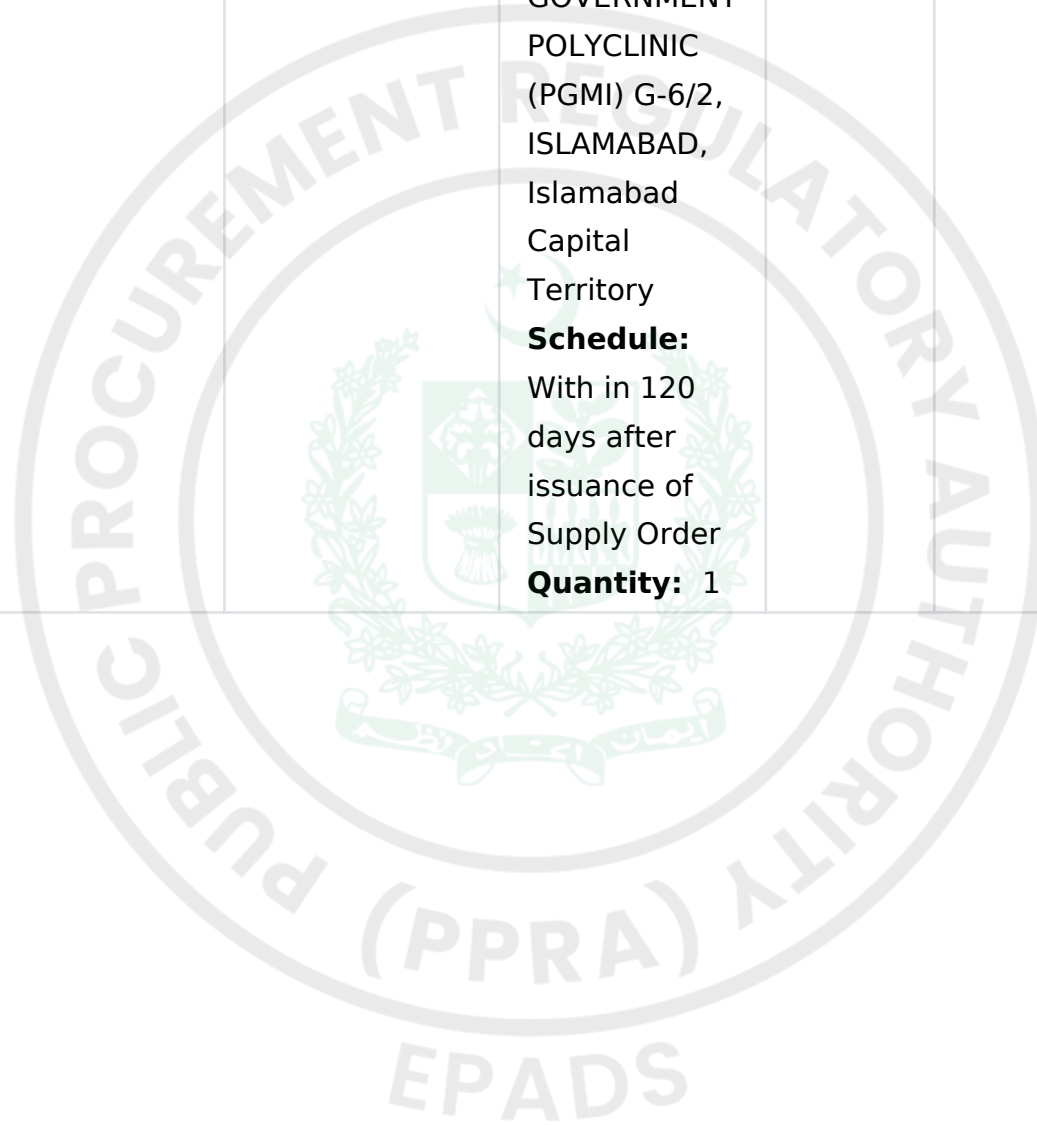 GOVERNMENT
POLYCLINIC
(PGMI) G-6/2,
ISLAMABAD,
Islamabad
Capital
Territory
Schedule:
With in 120
days after
issuance of
Supply Order
Quantity: 1
PUBLIC PROCUREMENT REGULATORY AUTHORITY
(PPRA)
EPADS